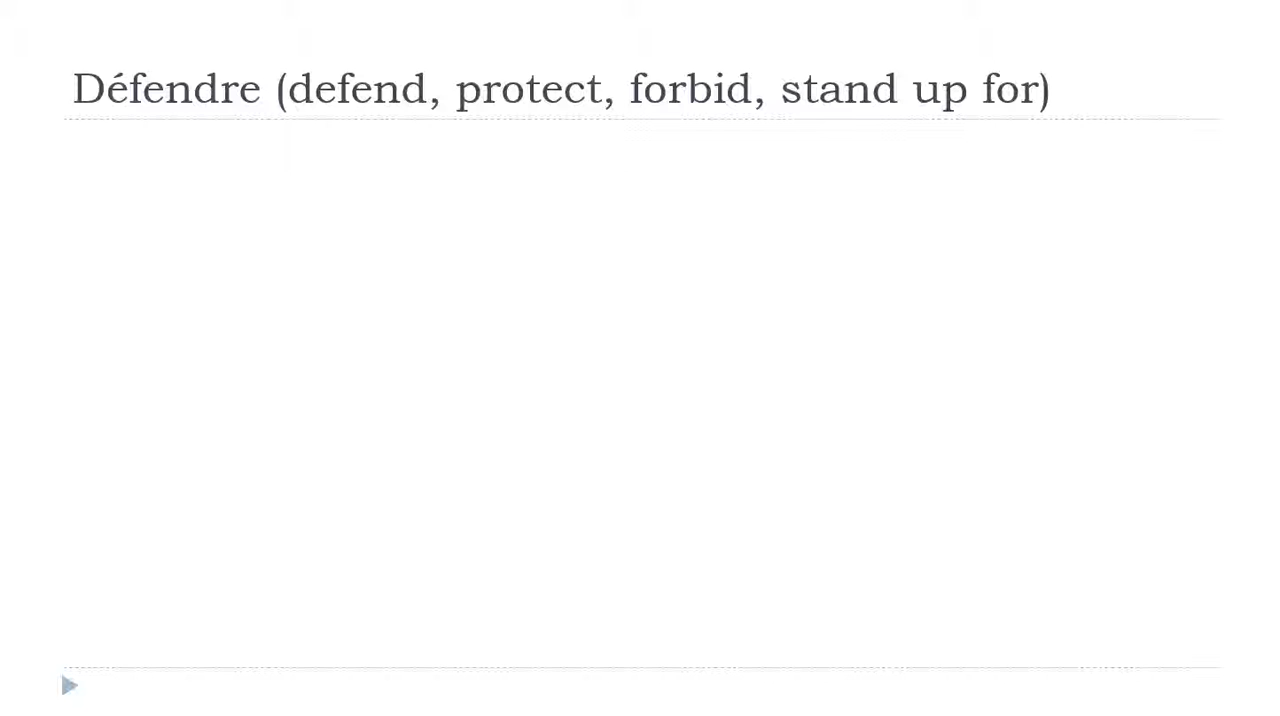 Défendre (defend, protect, forbid, stand up for)